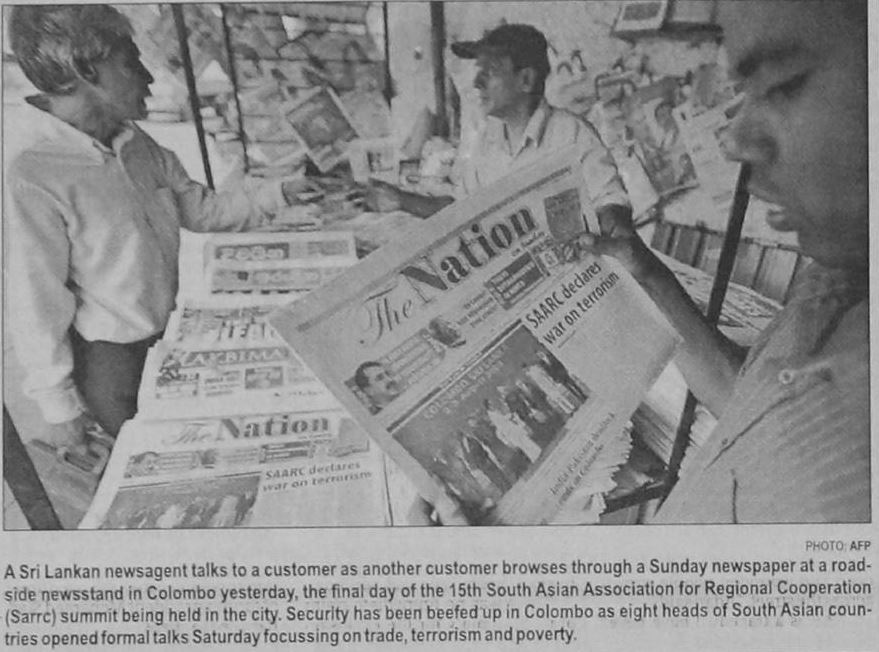 The Nation
SAARC declares
war on terrorism
LAKBIMA
The Nation
SAARC declares
war on terrorism
PHOTO: AFP
A Sri Lankan newsagent talks to a customer as another customer browses through a Sunday newspaper at a road-
side newsstand in Colombo yesterday, the final day of the 15th South Asian Association for Regional Cooperation
(Sarrc) summit being held in the city. Security has been beefed up in Colombo as eight heads of South Asian coun-
tries opened formal talks Saturday focussing on trade, terrorism and poverty.